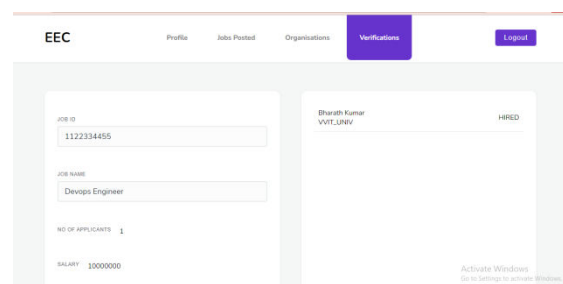 EEC
Profile
Jobs Posted
Organisations
Verifications
Logout
JOB ID
1122334455
JOB NAME
Devops Engineer
NO OF APPLICANTS 1
SALARY 10000000
Bharath Kumar
VVIT_UNIV
HIRED
Activate Windows
Go to Settings to activate Windows.